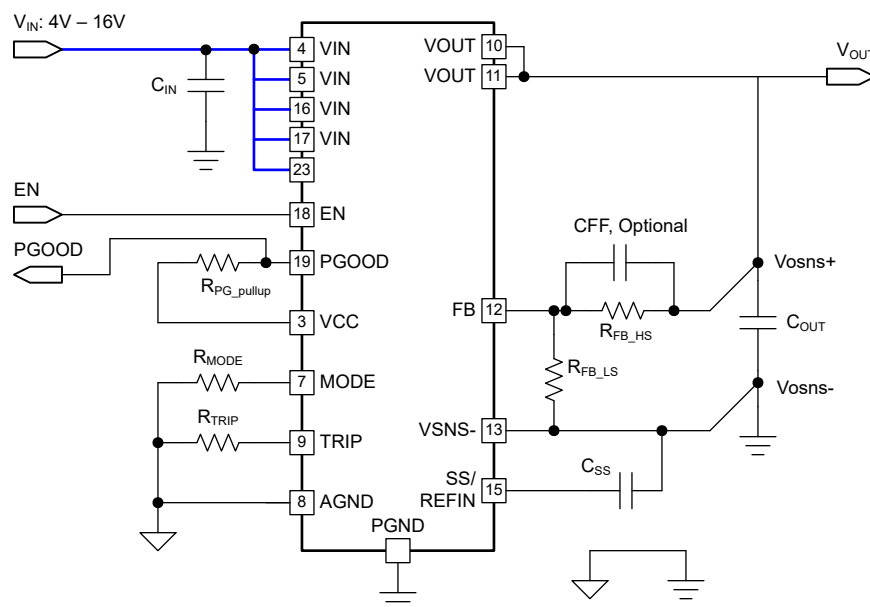 V_IN: 4V – 16V
C_IN
4 VIN
5 VIN
16 VIN
17 VIN
23
EN
18 EN
PGOOD
19 PGOOD
R_PG_pullup
3 VCC
R_MODE
7 MODE
R_TRIP
9 TRIP
8 AGND
PGND
VOUT 10
VOUT 11
V_OUT
CFF, Optional
Vosns+
FB 12
R_FB_HS
C_OUT
R_FB_LS
Vosns-
VSNS- 13
C_SS
SS/
REFIN 15